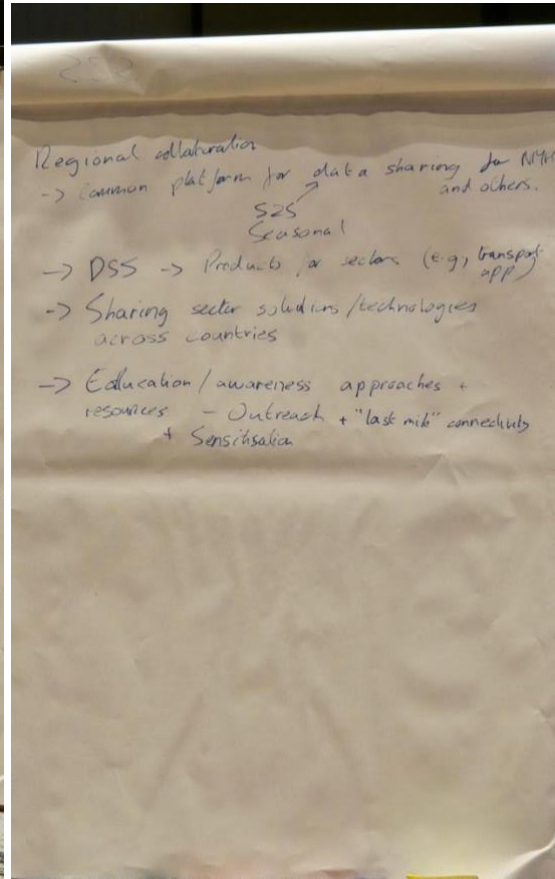 Regional collaboration
-> Common platform for data sharing for NMH
and others.
S2S
Seasonal
-> DSS -> Products for sectors (e.g., transport
app)
-> Sharing sector solutions/technologies
across countries
-> Education/awareness approaches +
resources - Outreach + "last mile" connectivity
+ Sensitisation